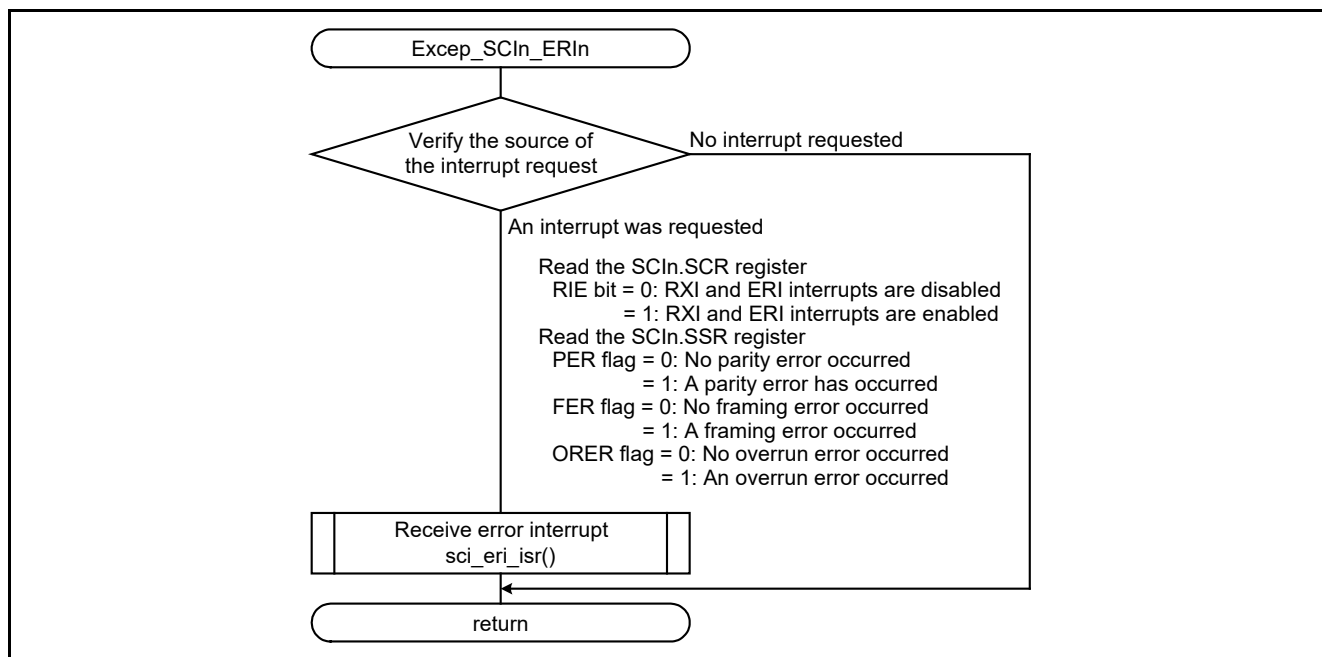 Excep_SCIn_ERIn
Verify the source of
the interrupt request
No interrupt requested
An interrupt was requested
Read the SCIn.SCR register
RIE bit = 0: RXI and ERI interrupts are disabled
= 1: RXI and ERI interrupts are enabled
Read the SCIn.SSR register
PER flag = 0: No parity error occurred
= 1: A parity error has occurred
FER flag = 0: No framing error occurred
= 1: A framing error occurred
ORER flag = 0: No overrun error occurred
= 1: An overrun error occurred
Receive error interrupt
sci_eri_isr()
return